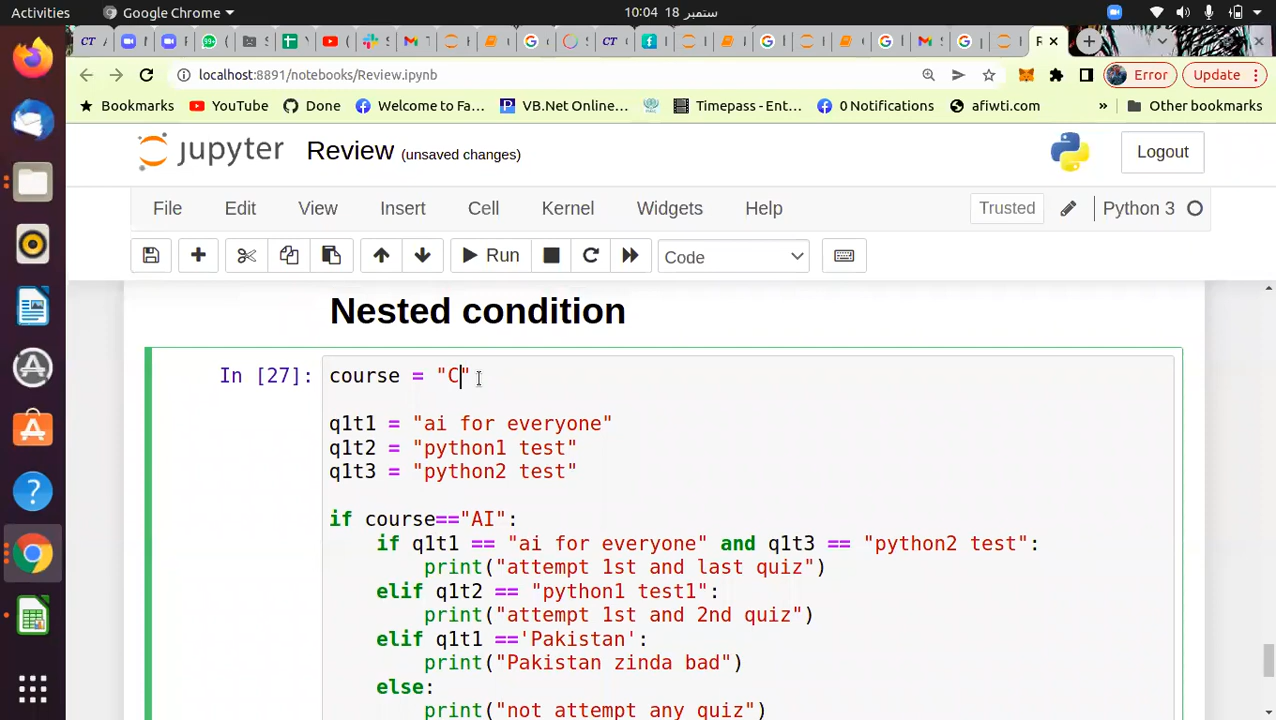 Activities Google Chrome 10:04 18 ستمبر
CT 99+ CT
localhost:8891/notebooks/Review.ipynb Error Update
Bookmarks YouTube Done Welcome to Fa... VB.Net Online... Timepass - Ent... 0 Notifications afiwti.com » Other bookmarks
jupyter Review (unsaved changes) Logout
File Edit View Insert Cell Kernel Widgets Help Trusted Python 3
Run Code
Nested condition
In [27]: course = "C"
q1t1 = "ai for everyone"
q1t2 = "python1 test"
q1t3 = "python2 test"
if course=="AI":
if q1t1 == "ai for everyone" and q1t3 == "python2 test":
print("attempt 1st and last quiz")
elif q1t2 == "python1 test1":
print("attempt 1st and 2nd quiz")
elif q1t1 =='Pakistan':
print("Pakistan zinda bad")
else:
print("not attempt any quiz")